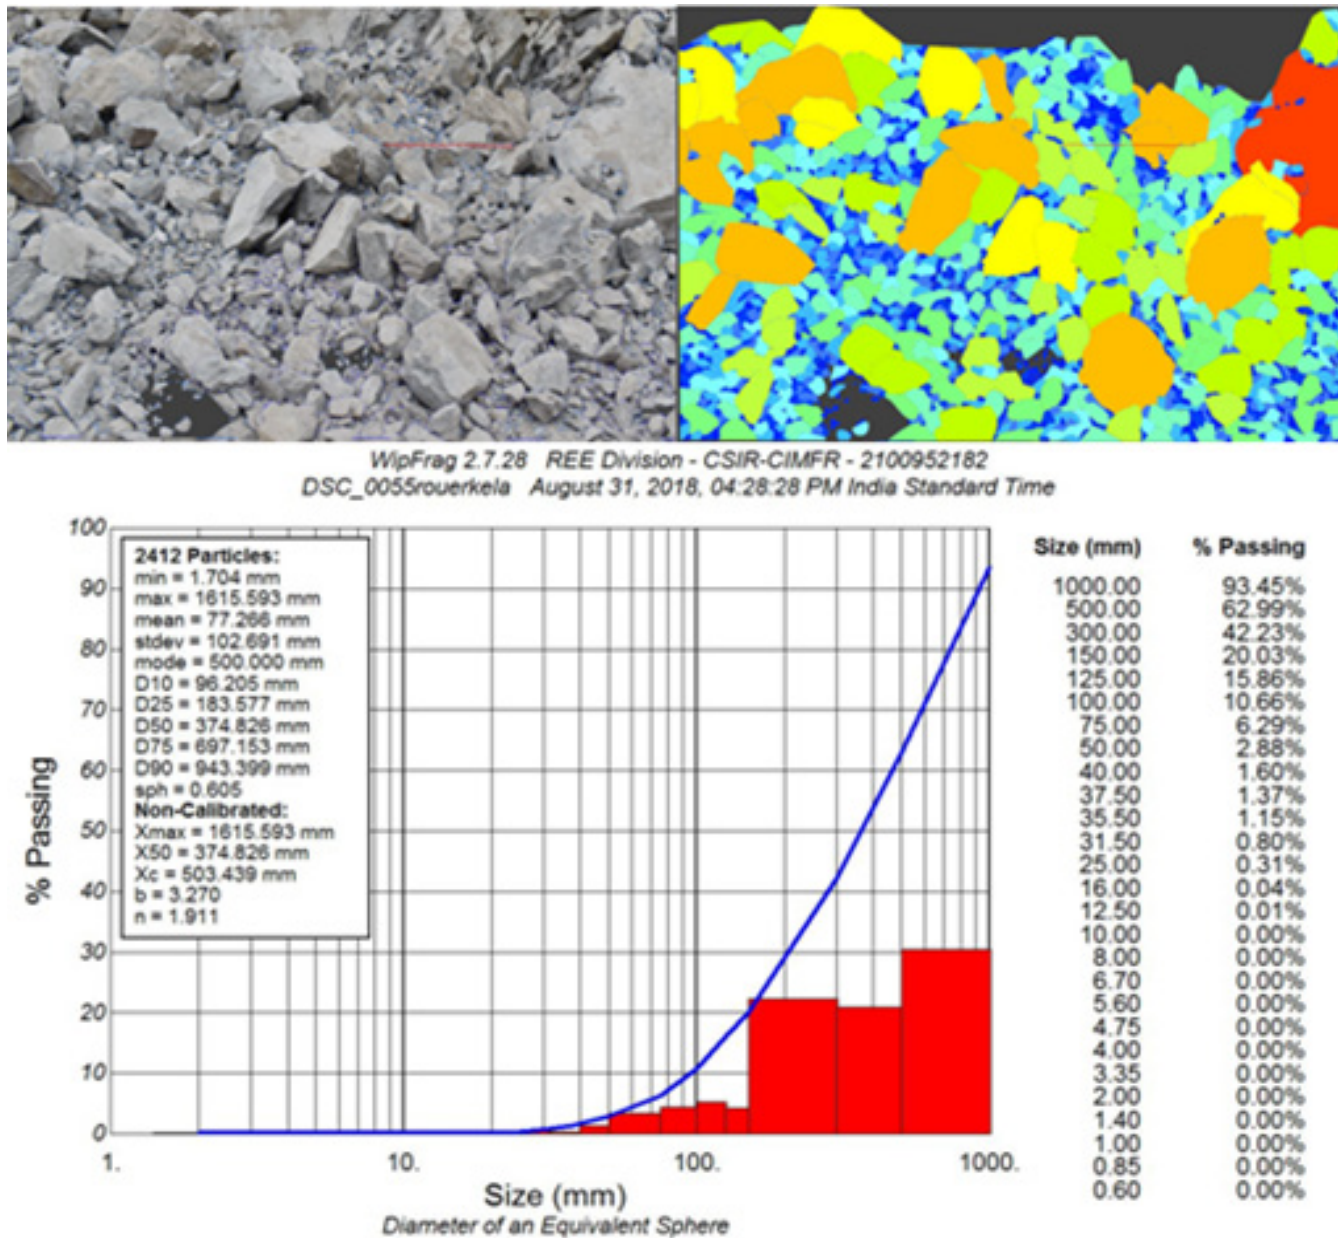 WipFrag 2.7.28 REE Division - CSIR-CIMFR - 2100952182
DSC_0055rouerkela August 31, 2018, 04:28:28 PM India Standard Time
2412 Particles:
min = 1.704 mm
max = 1615.593 mm
mean = 77.266 mm
stdev = 102.691 mm
mode = 500.000 mm
D10 = 96.205 mm
D25 = 183.577 mm
D50 = 374.826 mm
D75 = 697.153 mm
D90 = 943.399 mm
sph = 0.605
Non-Calibrated:
Xmax = 1615.593 mm
X50 = 374.826 mm
Xc = 503.439 mm
b = 3.270
n = 1.911
% Passing
100
90
80
70
60
50
40
30
20
10
0
1. 10. 100. 1000.
Size (mm)
Diameter of an Equivalent Sphere
Size (mm) % Passing
1000.00 93.45%
500.00 62.99%
300.00 42.23%
150.00 20.03%
125.00 15.86%
100.00 10.66%
75.00 6.29%
50.00 2.88%
40.00 1.60%
37.50 1.37%
35.50 1.15%
31.50 0.80%
25.00 0.31%
16.00 0.04%
12.50 0.01%
10.00 0.00%
8.00 0.00%
6.70 0.00%
5.60 0.00%
4.75 0.00%
4.00 0.00%
3.35 0.00%
2.00 0.00%
1.40 0.00%
1.00 0.00%
0.85 0.00%
0.60 0.00%